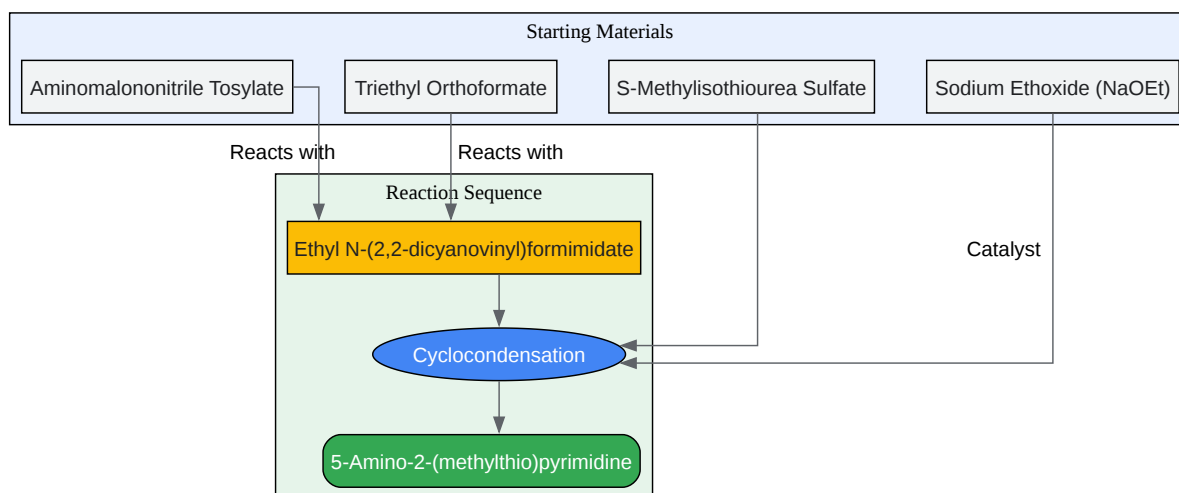 Starting Materials
Aminomalononitrile Tosylate
Triethyl Orthoformate
S-Methylisothiourea Sulfate
Sodium Ethoxide (NaOEt)
Reacts with
Reacts with
Reaction Sequence
Ethyl N-(2,2-dicyanovinyl)formimidate
Catalyst
Cyclocondensation
5-Amino-2-(methylthio)pyrimidine